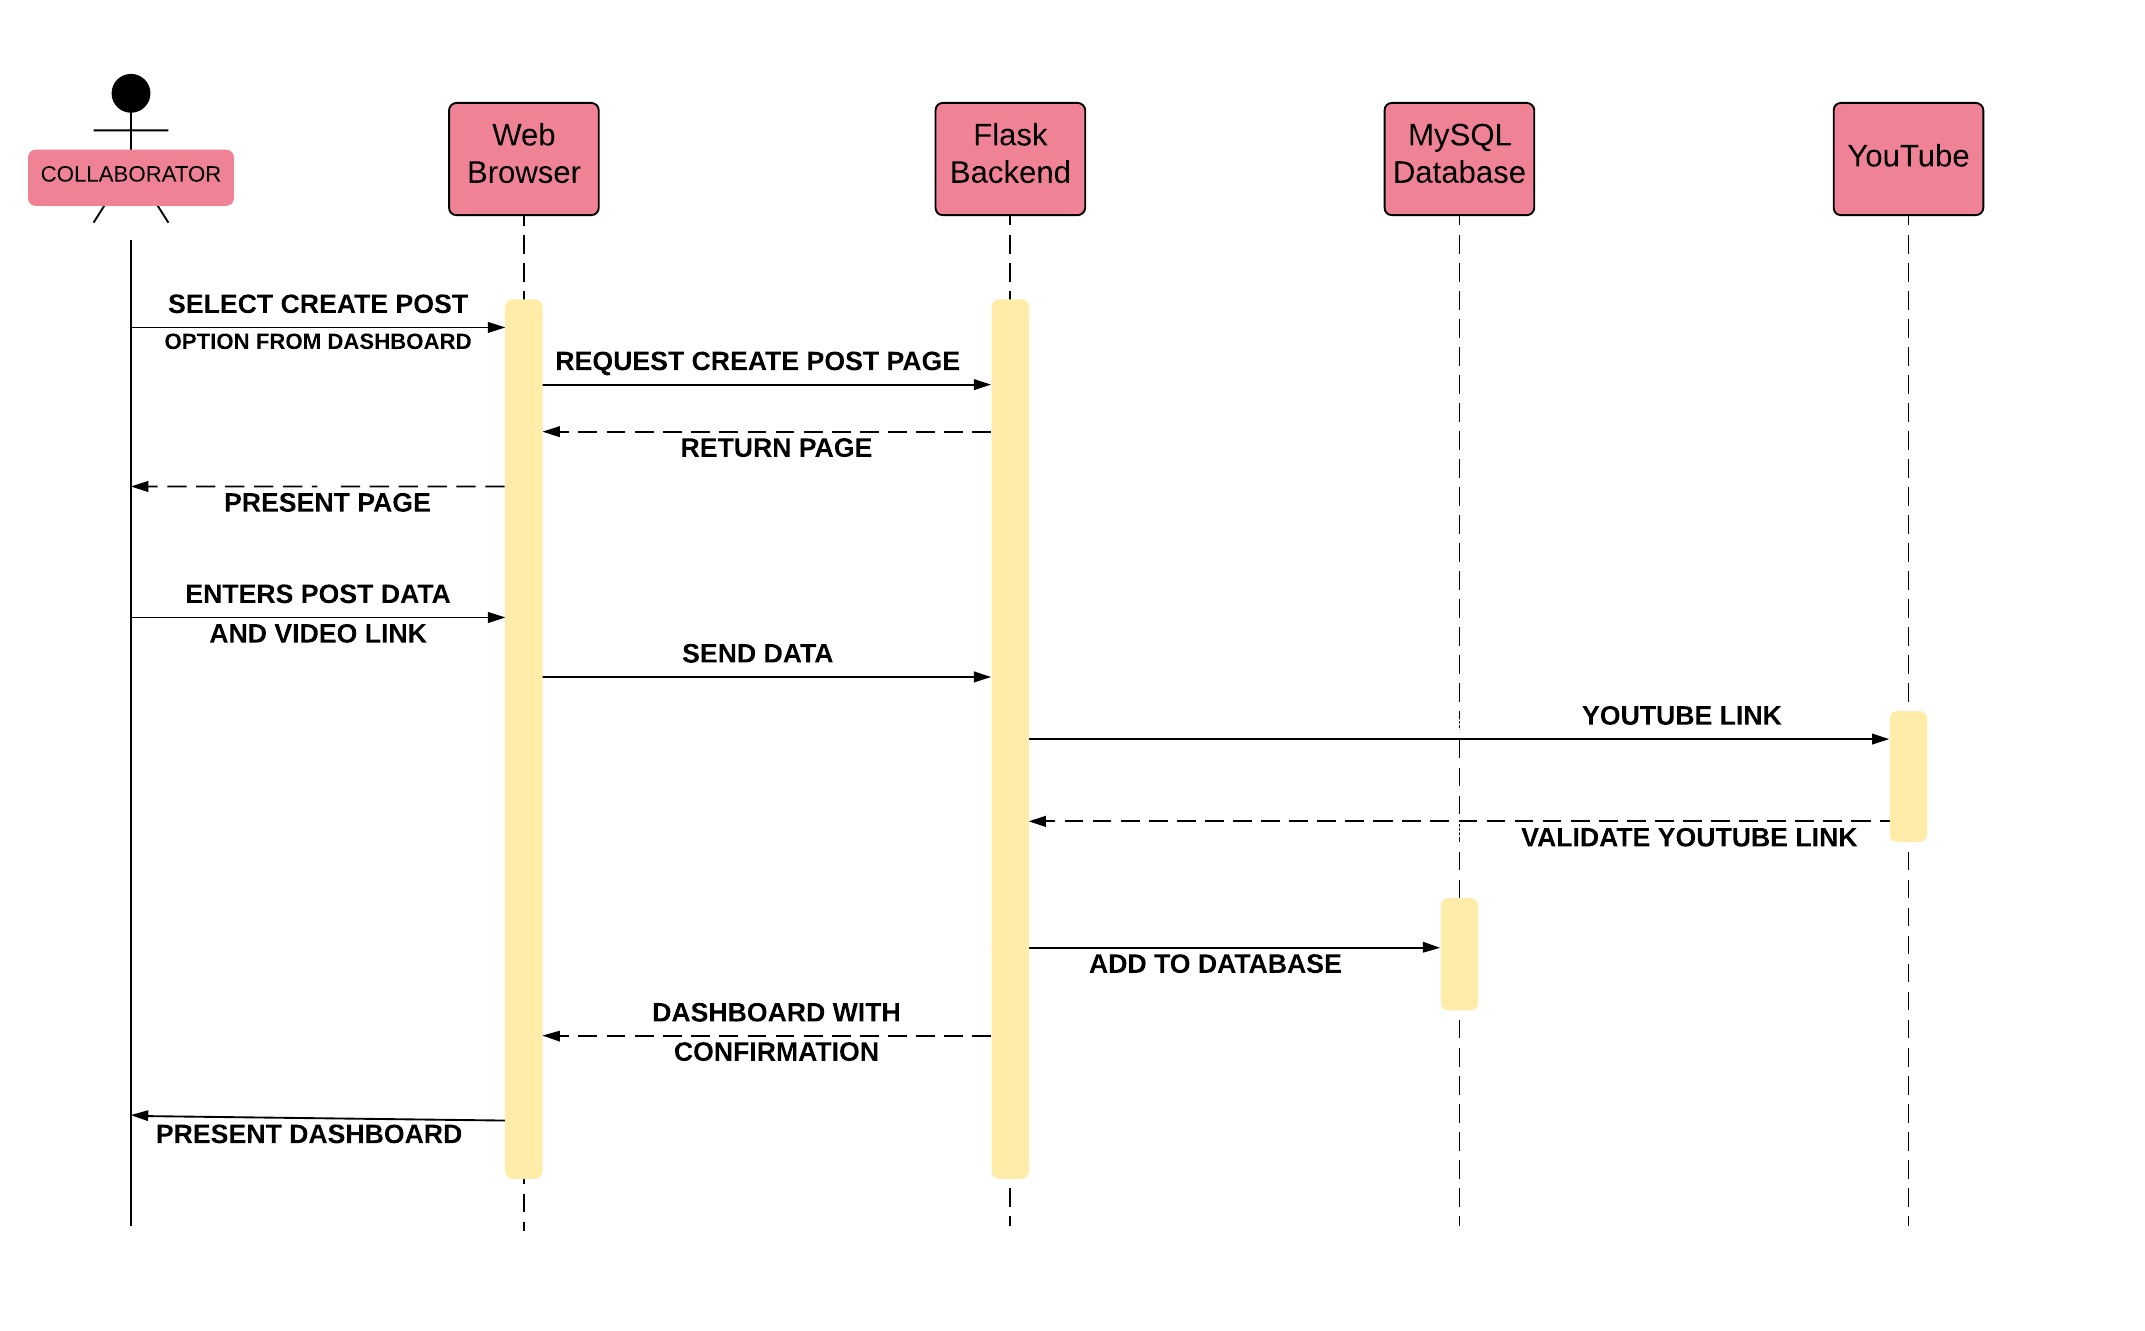 COLLABORATOR
Web
Browser
Flask
Backend
MySQL
Database
YouTube
SELECT CREATE POST
OPTION FROM DASHBOARD
REQUEST CREATE POST PAGE
RETURN PAGE
PRESENT PAGE
ENTERS POST DATA
AND VIDEO LINK
SEND DATA
YOUTUBE LINK
VALIDATE YOUTUBE LINK
ADD TO DATABASE
DASHBOARD WITH
CONFIRMATION
PRESENT DASHBOARD